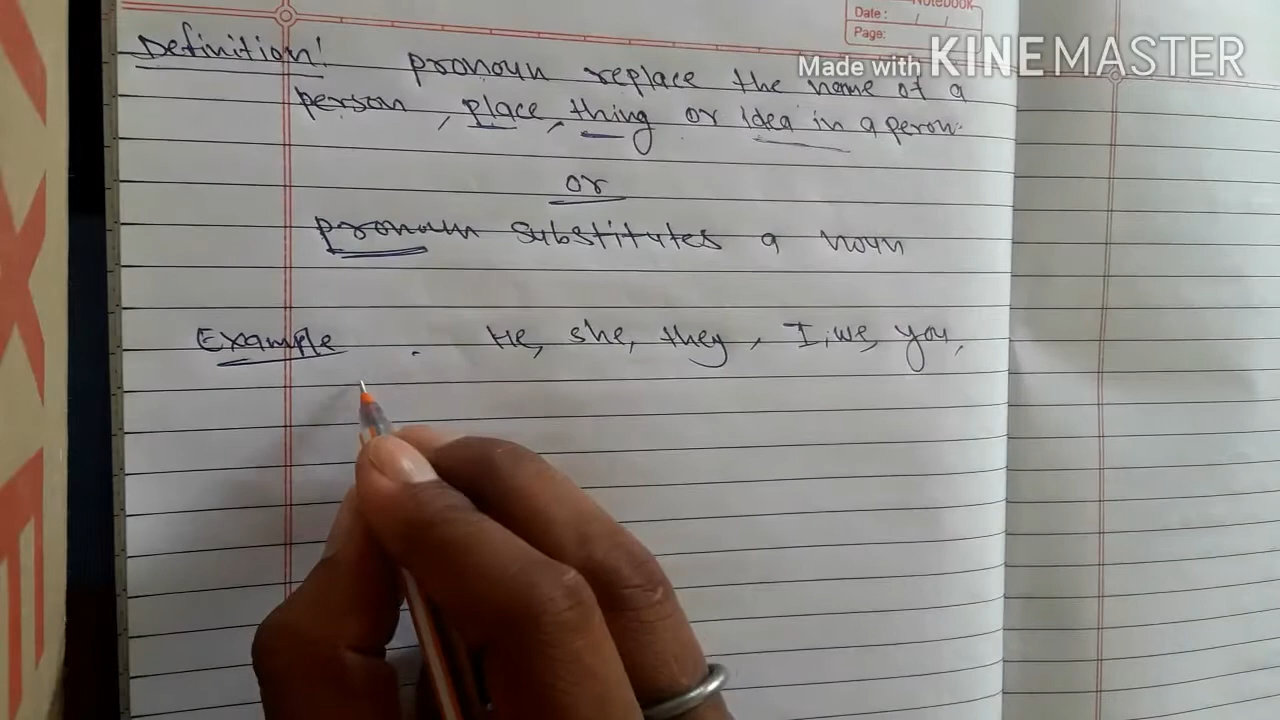 Notebook
Date: / /
Page:
Made with KINEMASTER
Definition! pronoun replace the name of a
person, place, thing or idea in a peron.
or
pronoun substitutes a noun
Example . He, she, they, I, we, you,